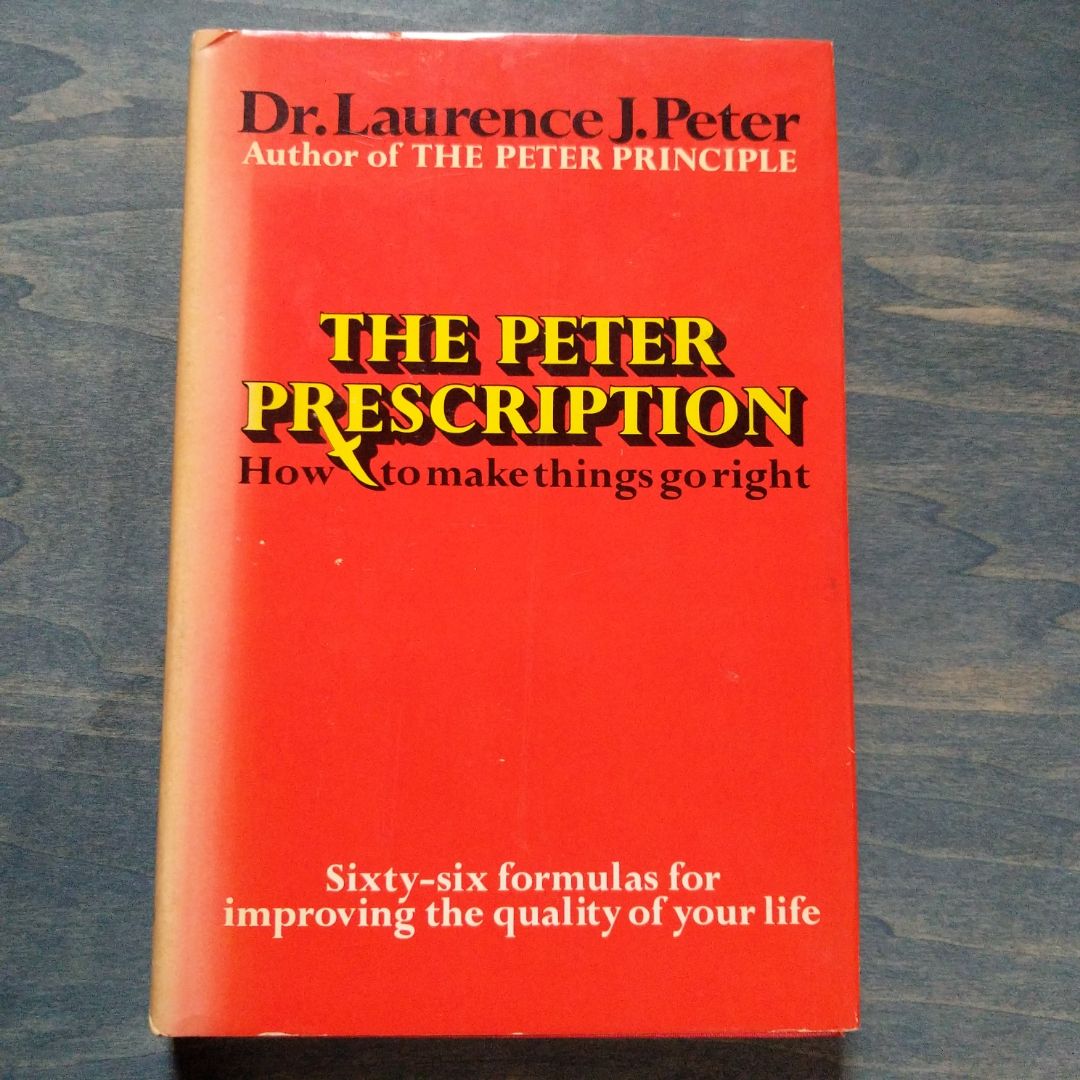 Dr. Laurence J. Peter
Author of THE PETER PRINCIPLE
THE PETER
PRESCRIPTION
How to make things go right
Sixty-six formulas for
improving the quality of your life